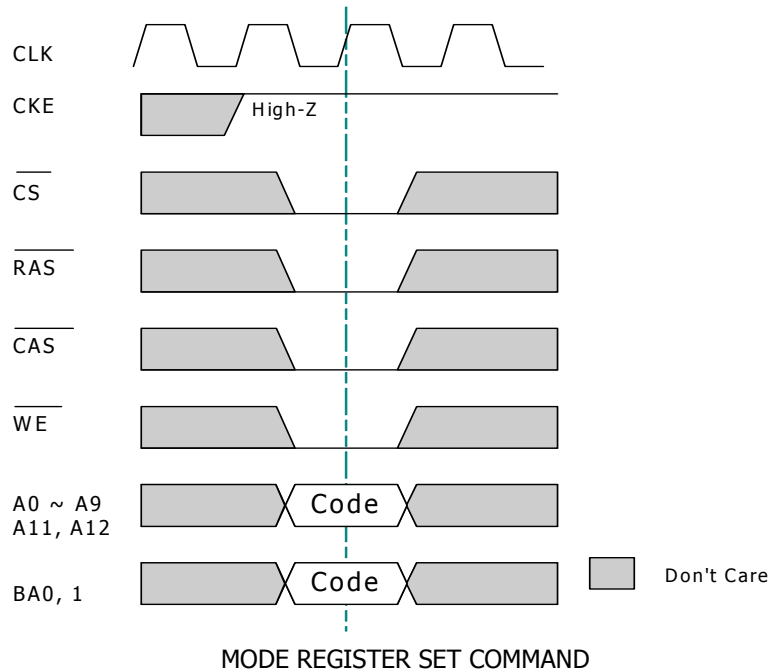 CLK
CKE
High-Z
CS
RAS
CAS
WE
A0 ~ A9
A11, A12
Code
BA0, 1
Code
Don't Care
MODE REGISTER SET COMMAND